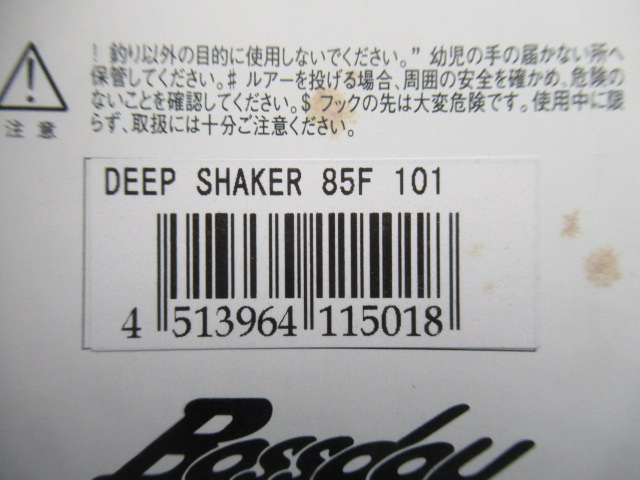 ! 釣り以外の目的に使用しないでください。” 幼児の手の届かない所へ
保管してください。# ルアーを投げる場合、周囲の安全を確かめ、危険の
ないことを確認してください。$ フックの先は大変危険です。使用中に限
らず、取扱には十分ご注意ください。
注意
DEEP SHAKER 85F 101
4 513964 115018
Bassday